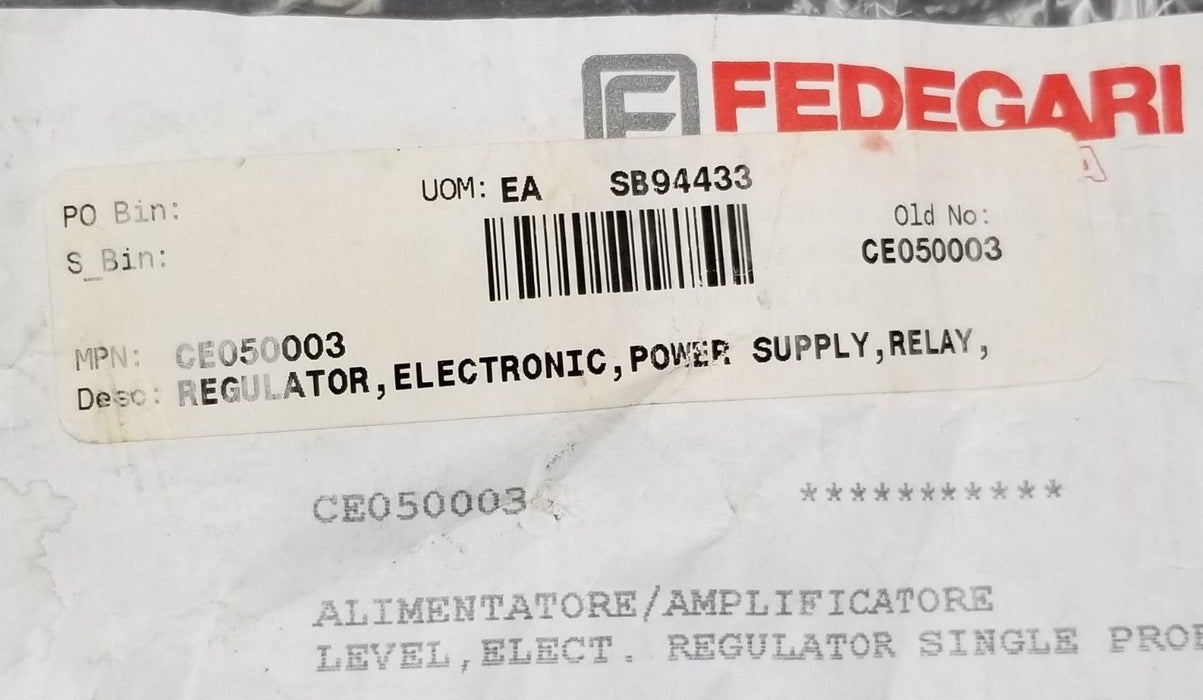 FEDEGARI
UOM: EA SB94433
PO Bin:
Old No:
S_Bin:
CE050003
MPN: CE050003
Desc: REGULATOR,ELECTRONIC,POWER SUPPLY,RELAY,
CE050003 ***********
ALIMENTATORE/AMPLIFICATORE
LEVEL,ELECT. REGULATOR SINGLE